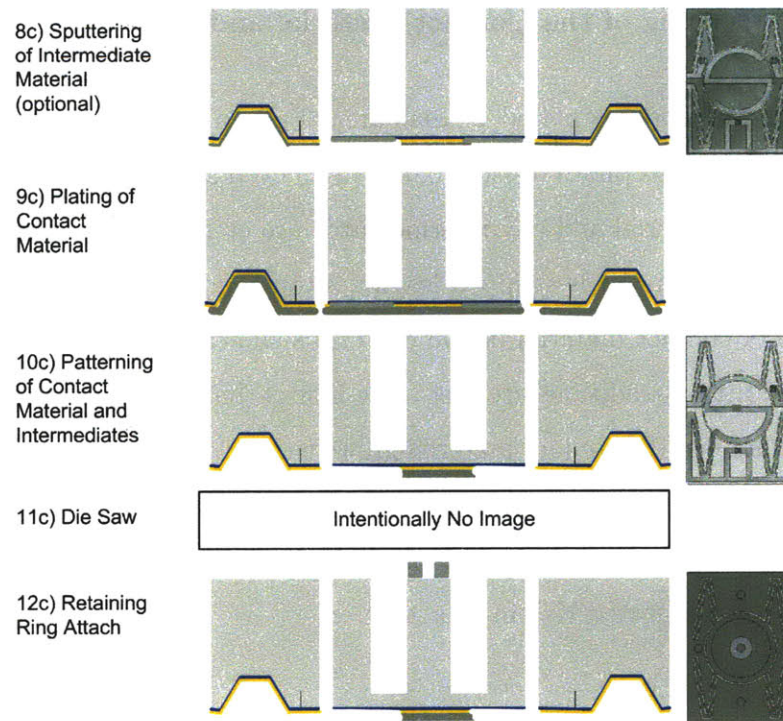 8c) Sputtering
of Intermediate
Material
(optional)
9c) Plating of
Contact
Material
10c) Patterning
of Contact
Material and
Intermediates
11c) Die Saw
Intentionally No Image
12c) Retaining
Ring Attach